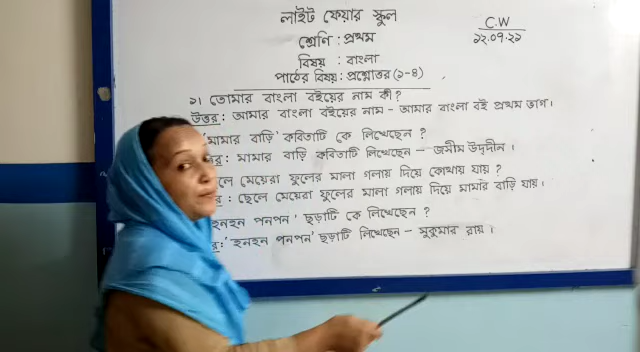 লাইট ফেয়ার স্কুল
C.W
শ্রেণি : প্রথম
১২.০৭.২১
বিষয় : বাংলা
পাঠের বিষয় : প্রশ্নোত্তর (১-৪)
১। তোমার বাংলা বইয়ের নাম কী?
উত্তর : আমার বাংলা বইয়ের নাম - আমার বাংলা বই প্রথম ভাগ।
'মামার বাড়ি' কবিতাটি কে লিখেছেন ?
: মামার বাড়ি কবিতাটি লিখেছেন - জসীম উদ্‌দীন।
মেয়েরা ফুলের মালা গলায় দিয়ে কোথায় যায় ?
: ছেলে মেয়েরা ফুলের মালা গলায় দিয়ে মামার বাড়ি যায়।
হনহন পনপন' ছড়াটি কে লিখেছেন ?
: 'হনহন পনপন' ছড়াটি লিখেছেন - সুকুমার রায়।